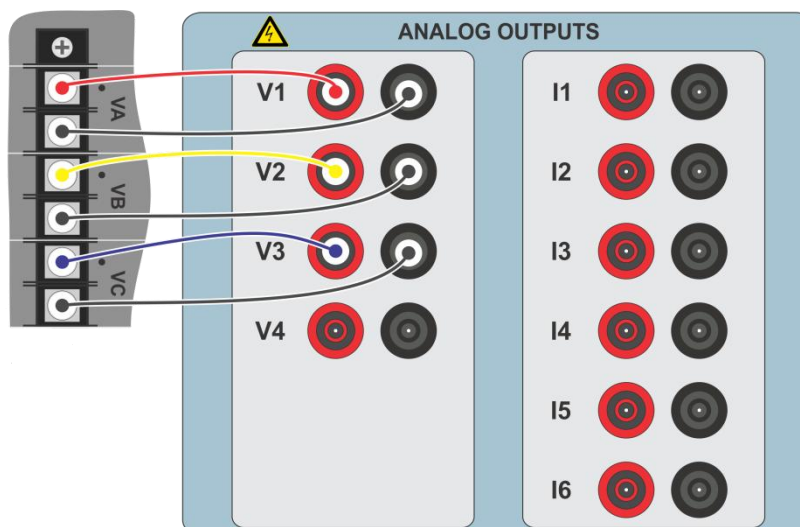 ANALOG OUTPUTS
VA
VB
VC
V1
V2
V3
V4
I1
I2
I3
I4
I5
I6